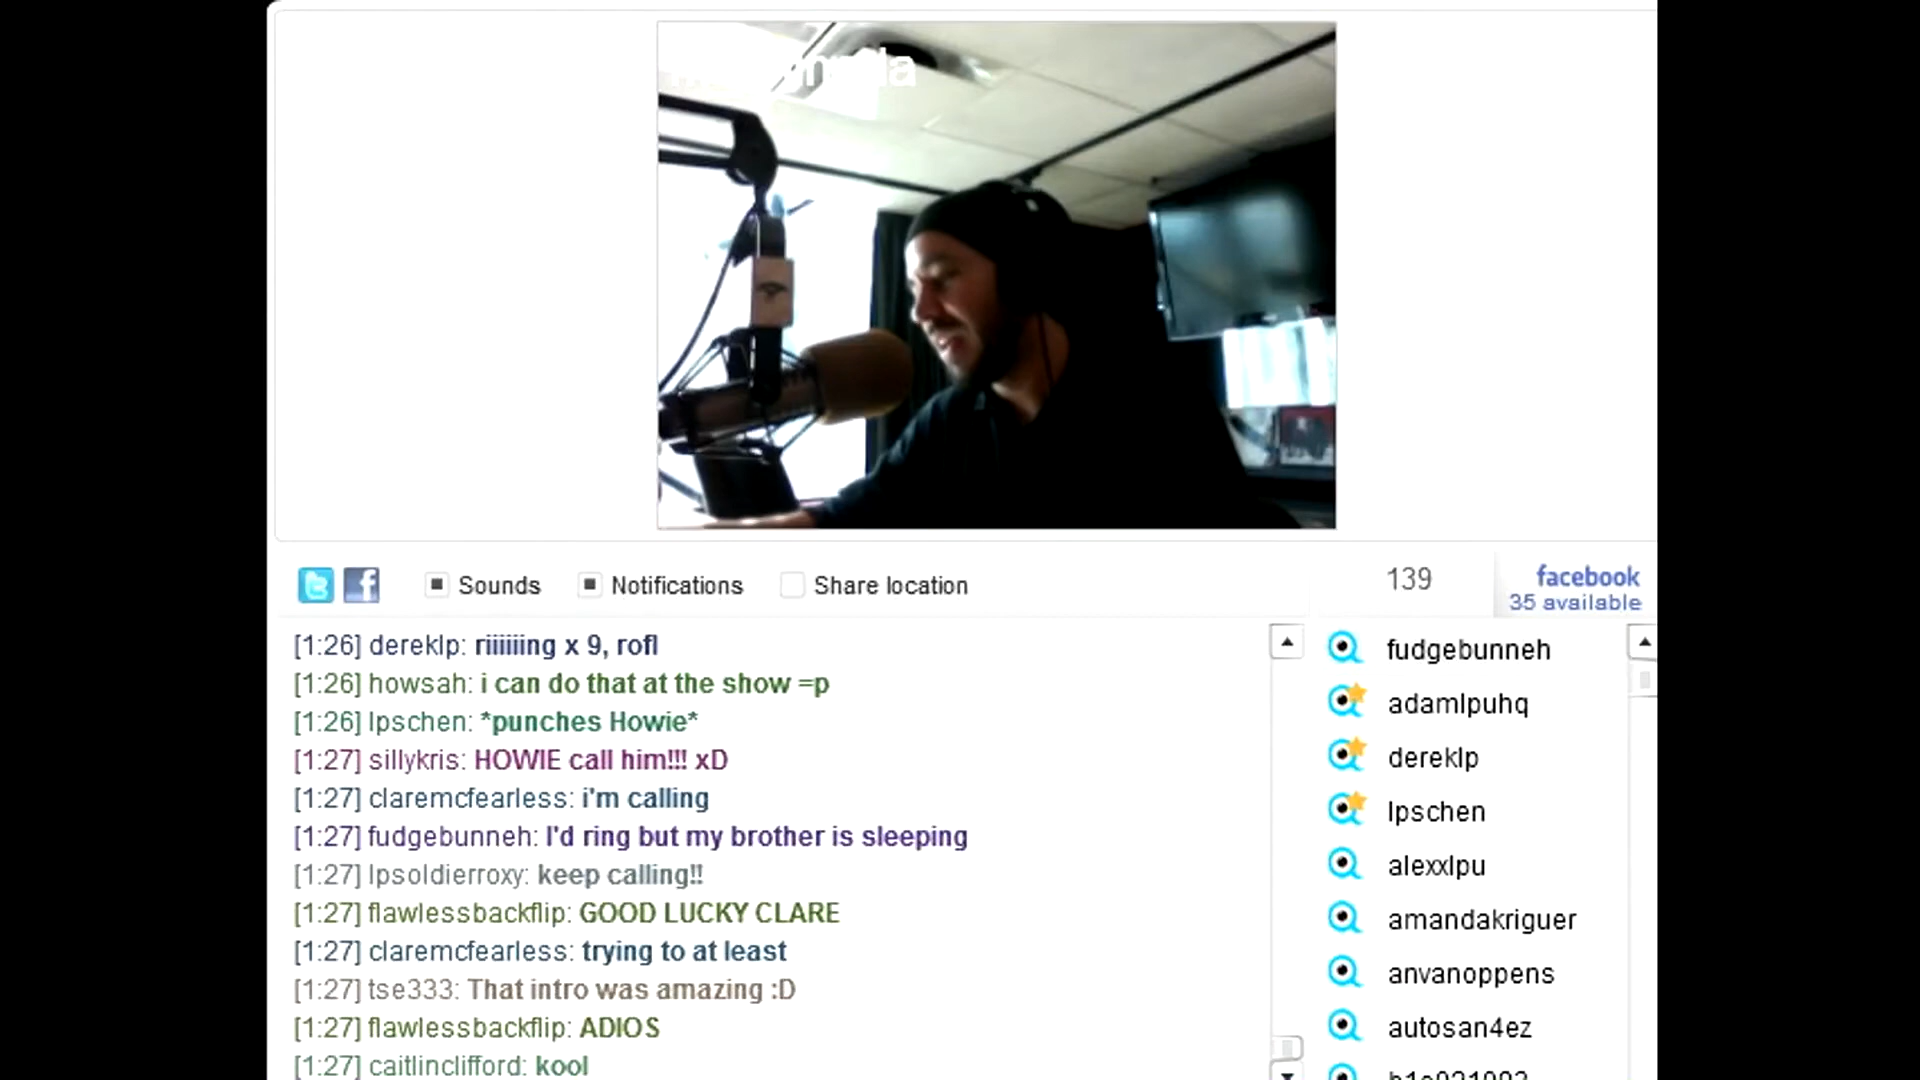 Sounds
Notifications
Share location
139
facebook
35 available
[1:26] dereklp: riiiiiiing x 9, rofl
[1:26] howsah: i can do that at the show =p
[1:26] lpschen: *punches Howie*
[1:27] sillykris: HOWIE call him!!! xD
[1:27] claremcfearless: i'm calling
[1:27] fudgebunneh: I'd ring but my brother is sleeping
[1:27] lpsoldierroxy: keep calling!!
[1:27] flawlessbackflip: GOOD LUCKY CLARE
[1:27] claremcfearless: trying to at least
[1:27] tse333: That intro was amazing :D
[1:27] flawlessbackflip: ADIOS
[1:27] caitlinclifford: kool
fudgebunneh
adamlpuhq
dereklp
lpschen
alexxlpu
amandakriguer
anvanoppens
autosan4ez